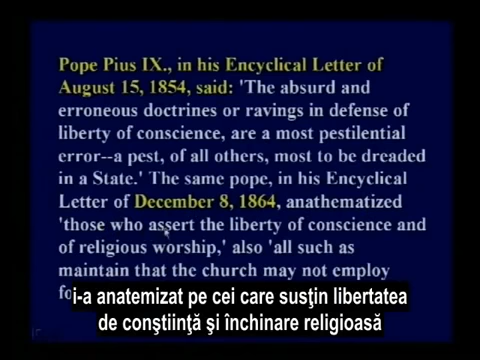 Pope Pius IX., in his Encyclical Letter of
August 15, 1854, said: 'The absurd and
erroneous doctrines or ravings in defense of
liberty of conscience, are a most pestilential
error--a pest, of all others, most to be dreaded
in a State.' The same pope, in his Encyclical
Letter of December 8, 1864, anathematized
'those who assert the liberty of conscience and
of religious worship,' also 'all such as
maintain that the church may not employ
i-a anatemizat pe cei care susţin libertatea
de conştiinţă şi închinare religioasă